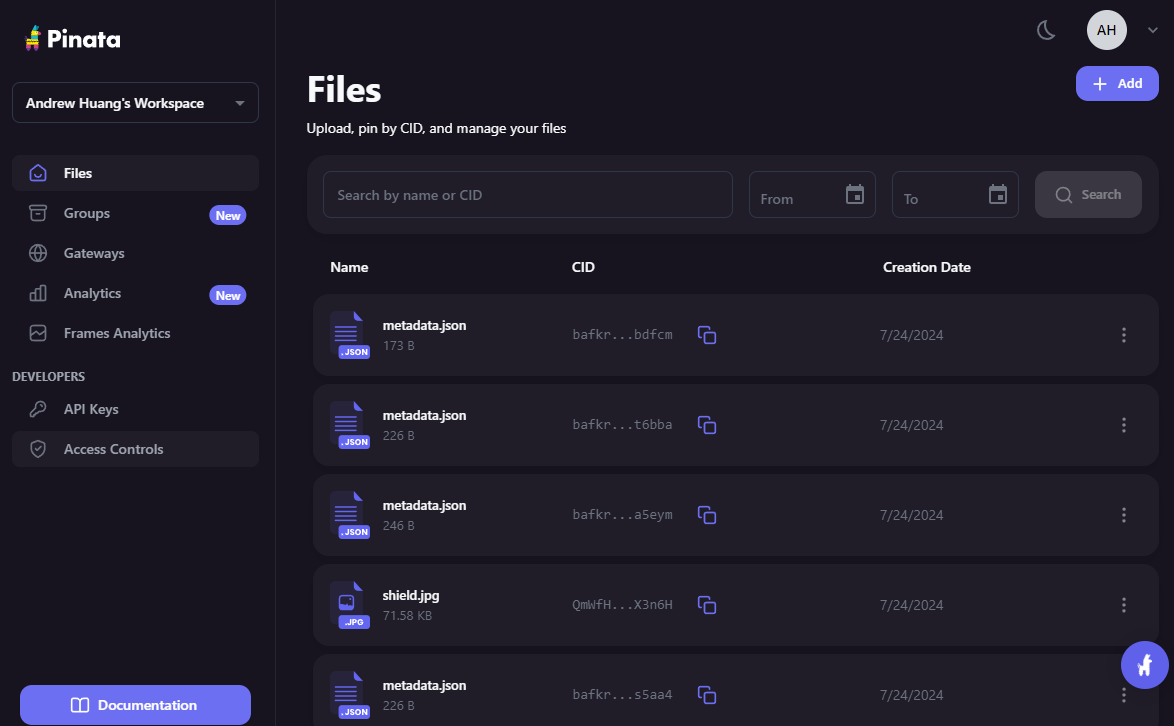 Pinata
AH
Andrew Huang's Workspace
Files
Groups
New
Gateways
Analytics
New
Frames Analytics
DEVELOPERS
API Keys
Access Controls
Documentation
Files
Add
Upload, pin by CID, and manage your files
Search by name or CID
From
To
Search
Name CID Creation Date
metadata.json
173 B
.JSON
bafkr...bdfcm
7/24/2024
metadata.json
226 B
.JSON
bafkr...t6bba
7/24/2024
metadata.json
246 B
.JSON
bafkr...a5eym
7/24/2024
shield.jpg
71.58 KB
.JPG
QmWfH...X3n6H
7/24/2024
metadata.json
226 B
.JSON
bafkr...s5aa4
7/24/2024